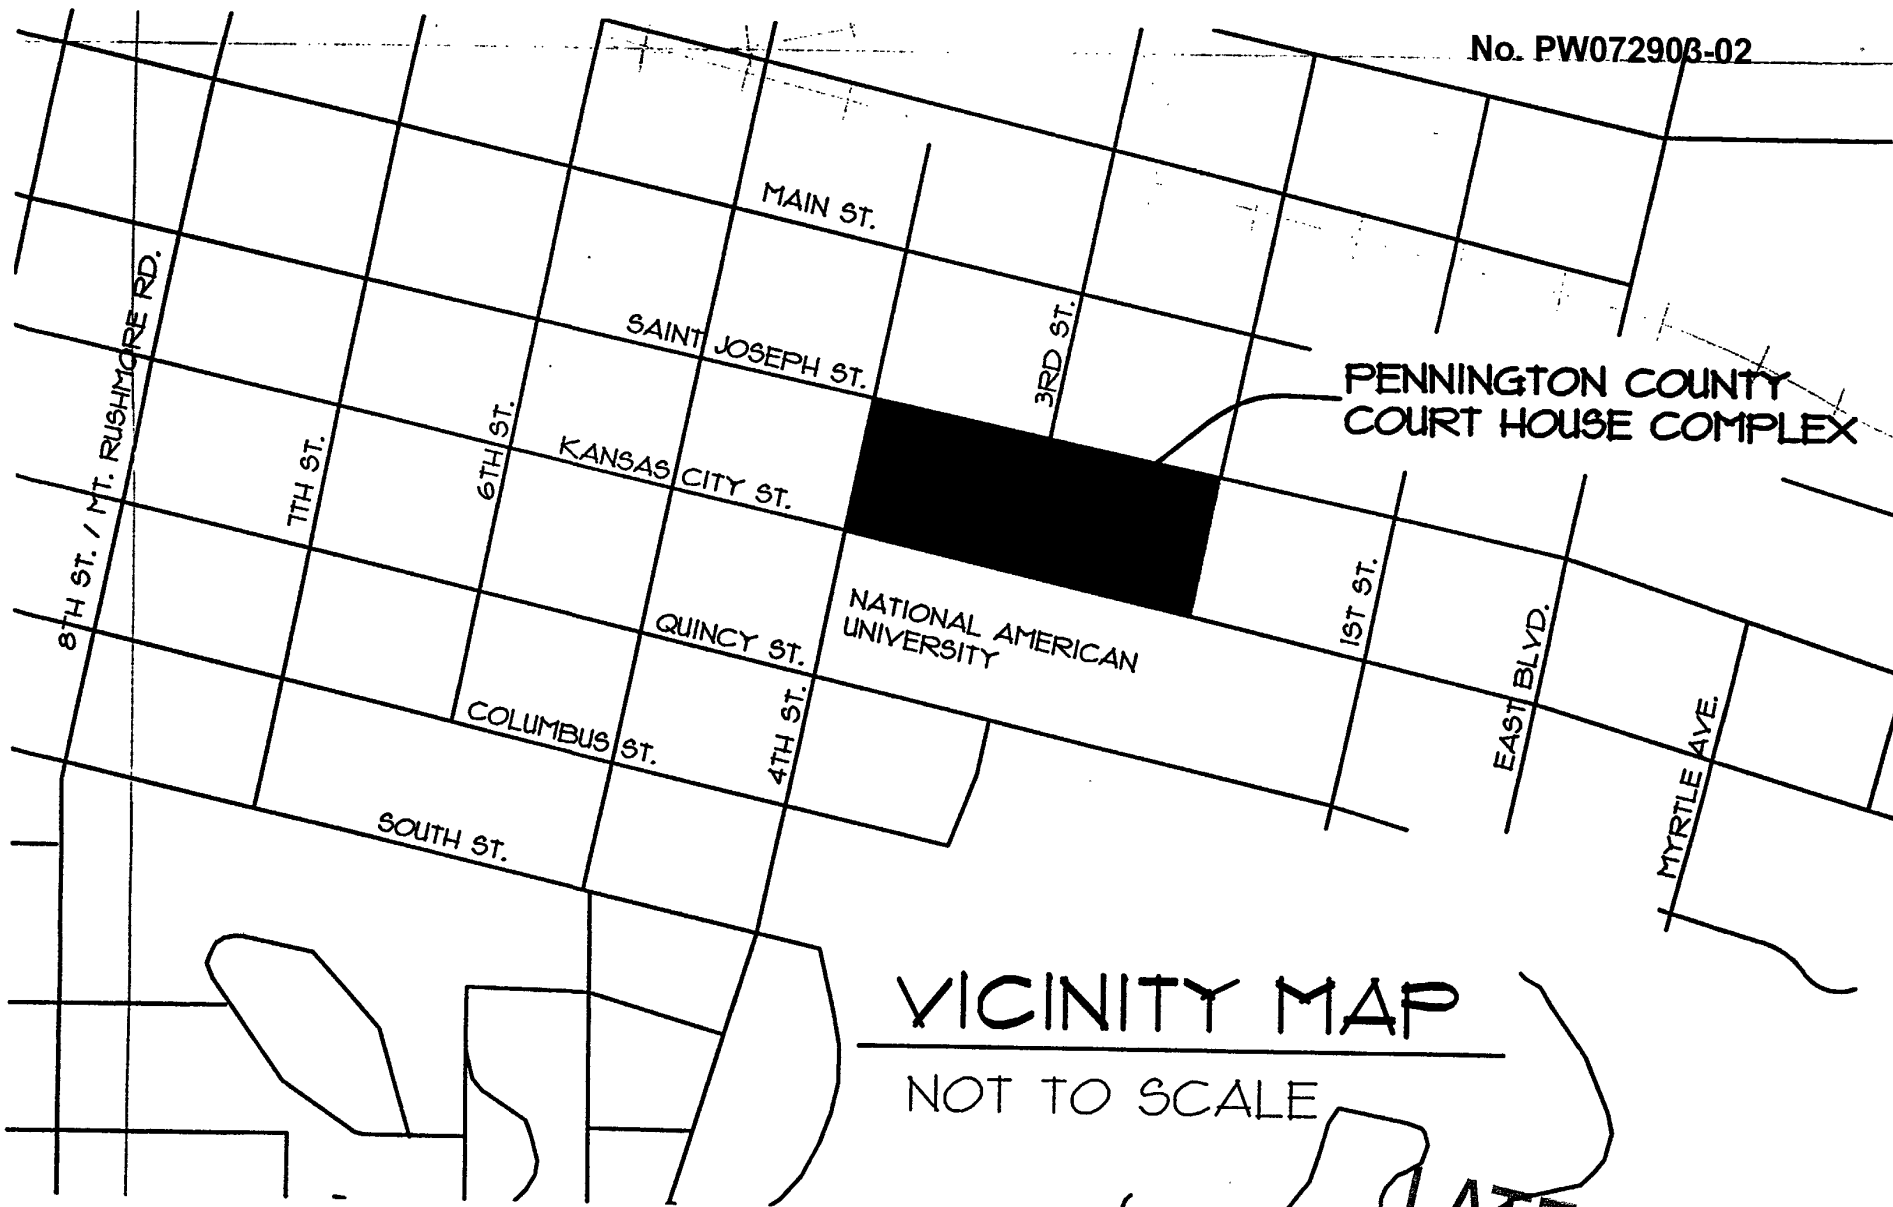 No. PW072903-02
MAIN ST.
SAINT JOSEPH ST.
3RD ST.
PENNINGTON COUNTY
COURT HOUSE COMPLEX
8TH ST. / MT. RUSHMORE RD.
7TH ST.
6TH ST.
KANSAS CITY ST.
NATIONAL AMERICAN
UNIVERSITY
1ST ST.
QUINCY ST.
EAST BLVD.
4TH ST.
COLUMBUS ST.
MYRTLE AVE.
SOUTH ST.
VICINITY MAP
NOT TO SCALE